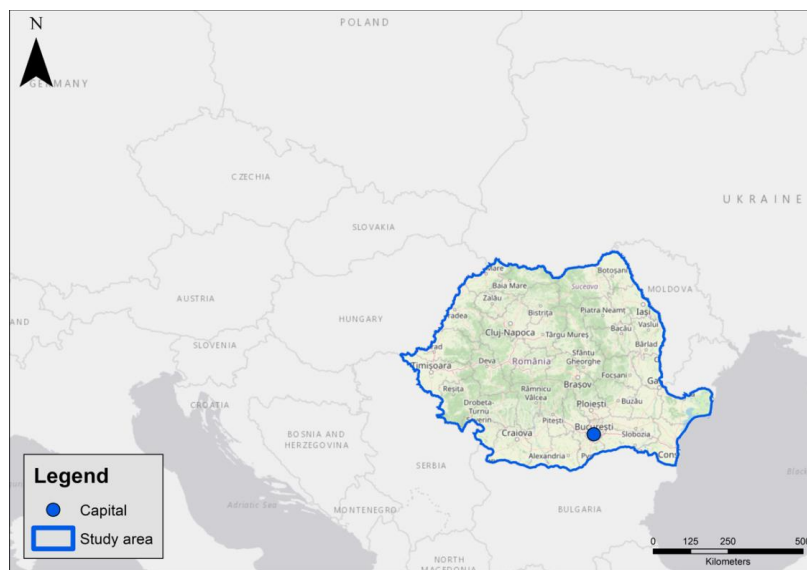 N
POLAND
GERMANY
CZECHIA
UKRAINE
SLOVAKIA
Botoșani
Baia Mare
Suceava
MOLDOVA
AUSTRIA
Zalău
Bistrița
Piatra Neamț
Iași
HUNGARY
Cluj-Napoca
Târgu Mureș
Bacău
Vaslui
SLOVENIA
Bârlad
Deva
România
Sfântu
Gheorghe
Timișoara
Focșani
Reșița
Râmnicu
Vâlcea
Brașov
CROATIA
Drobeta-
Turnu
Severin
Ploiești
Buzău
Pitești
București
BOSNIA AND
HERZEGOVINA
Craiova
Slobozia
SERBIA
Alexandria
Legend
Capital
Study area
Adriatic Sea
MONTENEGRO
BULGARIA
NORTH
MACEDONIA
0 125 250 500
Kilometers